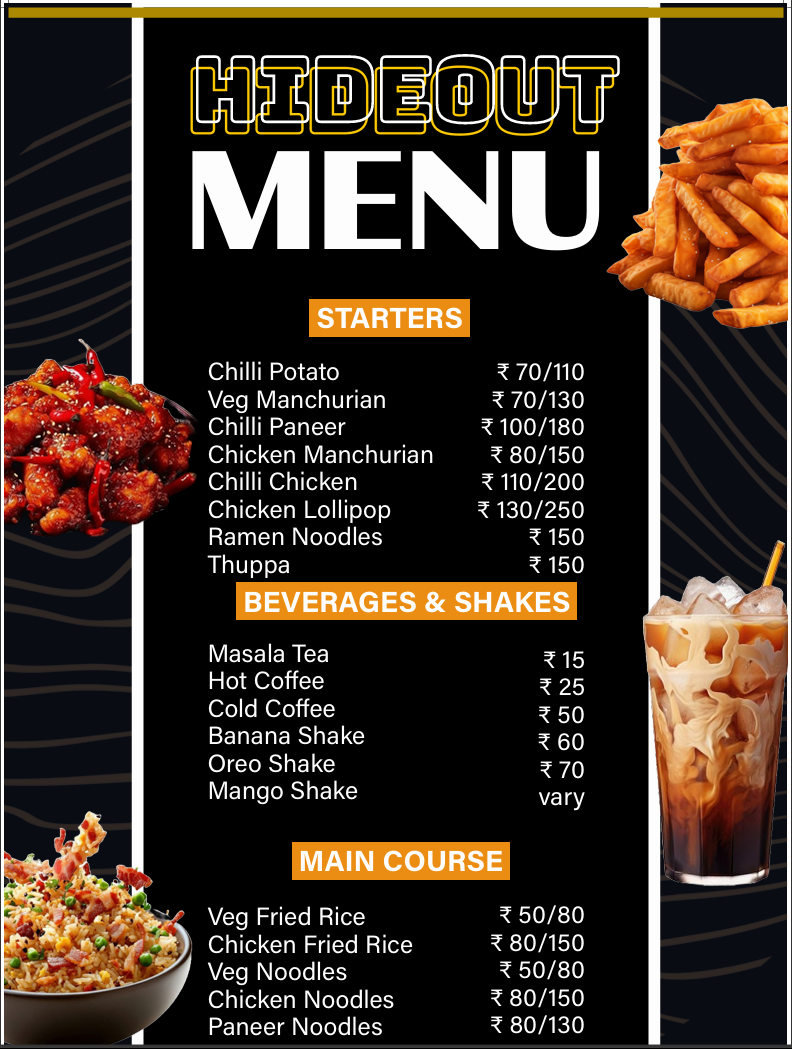 HIDEOUT
MENU
STARTERS
Chilli Potato ₹ 70/110
Veg Manchurian ₹ 70/130
Chilli Paneer ₹ 100/180
Chicken Manchurian ₹ 80/150
Chilli Chicken ₹ 110/200
Chicken Lollipop ₹ 130/250
Ramen Noodles ₹ 150
Thuppa ₹ 150
BEVERAGES & SHAKES
Masala Tea ₹ 15
Hot Coffee ₹ 25
Cold Coffee ₹ 50
Banana Shake ₹ 60
Oreo Shake ₹ 70
Mango Shake vary
MAIN COURSE
Veg Fried Rice ₹ 50/80
Chicken Fried Rice ₹ 80/150
Veg Noodles ₹ 50/80
Chicken Noodles ₹ 80/150
Paneer Noodles ₹ 80/130